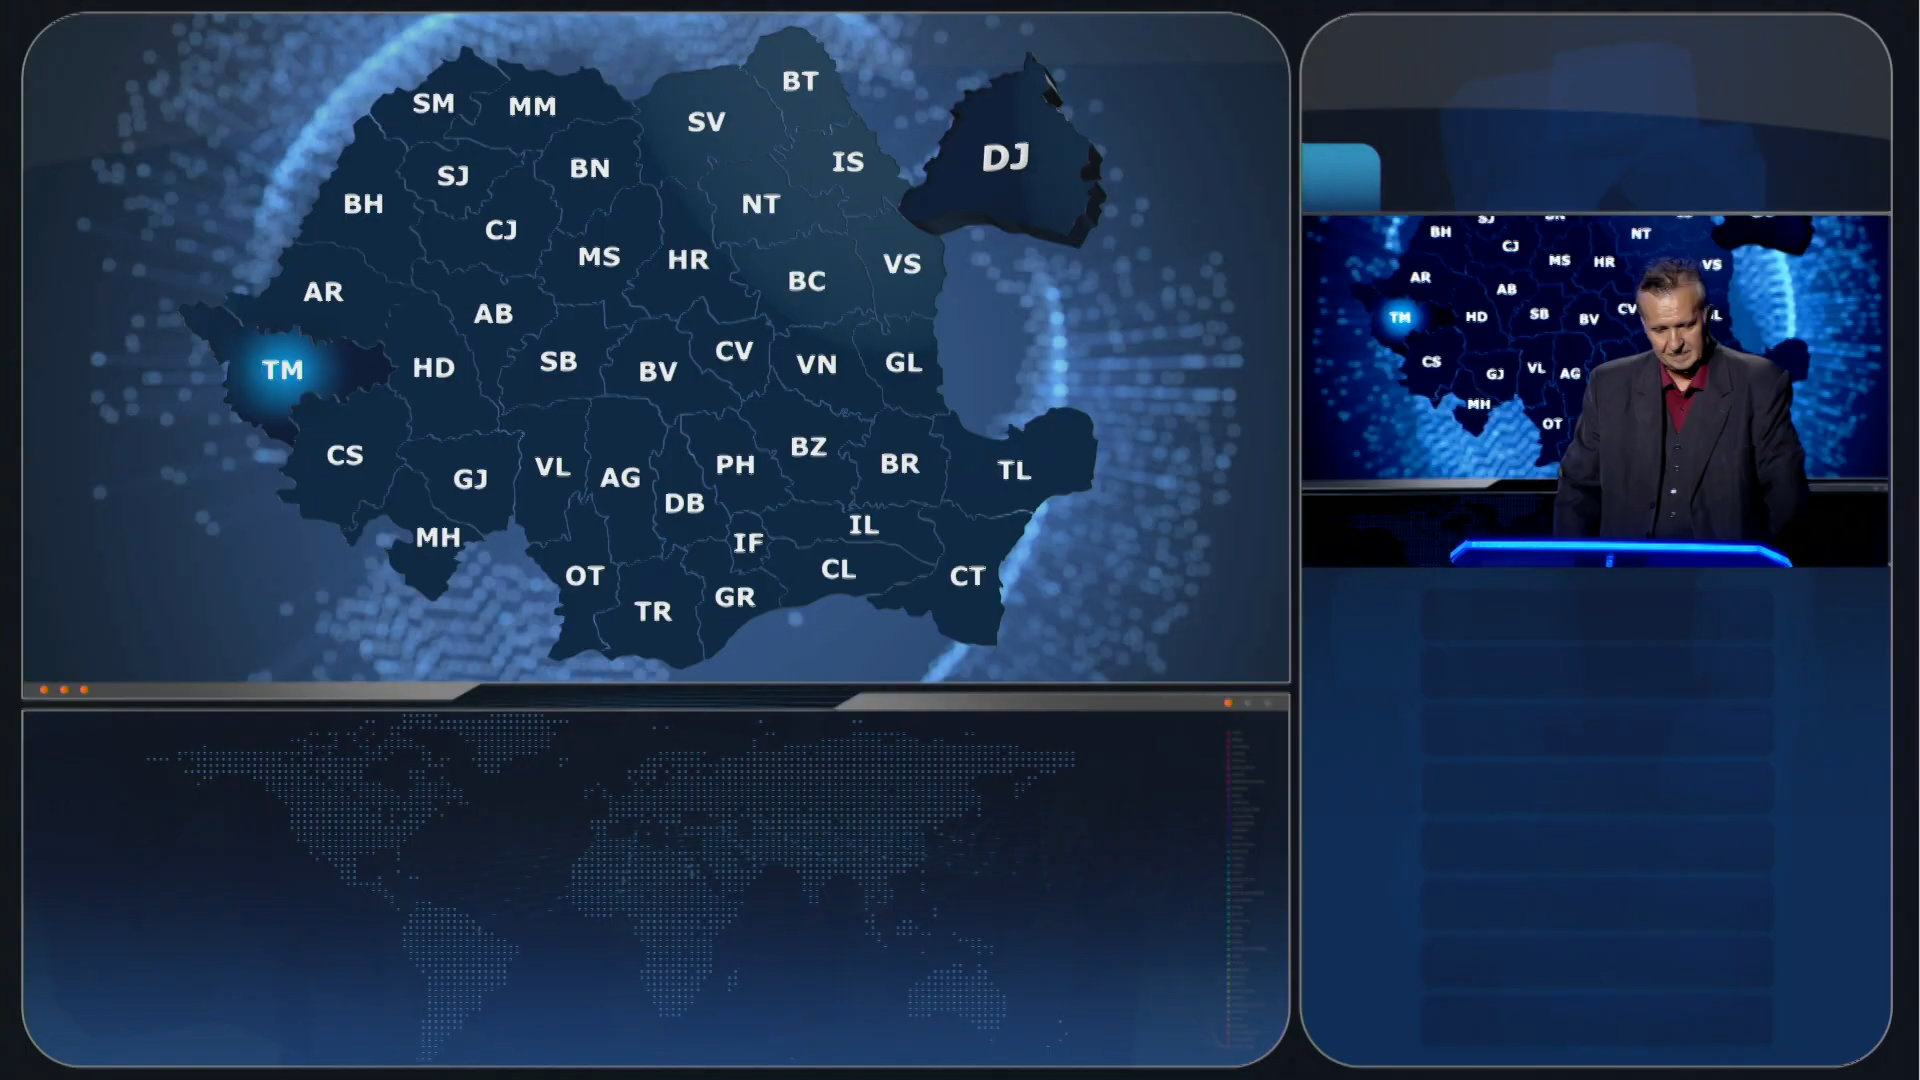 BT
SM
MM
SV
DJ
IS
BN
SJ
BH
NT
CJ
MS
HR
VS
BC
AR
AB
CV
SB
VN
GL
TM
HD
BV
BZ
CS
PH
BR
VL
TL
GJ
AG
DB
IL
MH
IF
CL
OT
CT
GR
TR
SJ
BN
BH
NT
CJ
MS
HR
VS
AR
AB
CV
TM
HD
SB
BV
CS
VL
GJ
AG
MH
OT